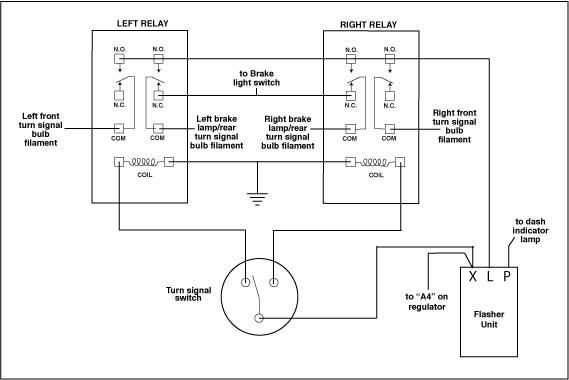 LEFT RELAY
RIGHT RELAY
N.O.
N.O.
N.O.
N.O.
to Brake
light switch
N.C.
N.C.
N.C.
N.C.
Left front
turn signal
bulb
filament
COM
COM
Left brake
lamp/rear
turn signal
bulb filament
Right brake
lamp/rear
turn signal
bulb filament
COM
COM
Right front
turn signal
bulb
filament
COIL
COIL
to dash
indicator
lamp
Turn signal
switch
to "A4" on
regulator
X L P
Flasher
Unit